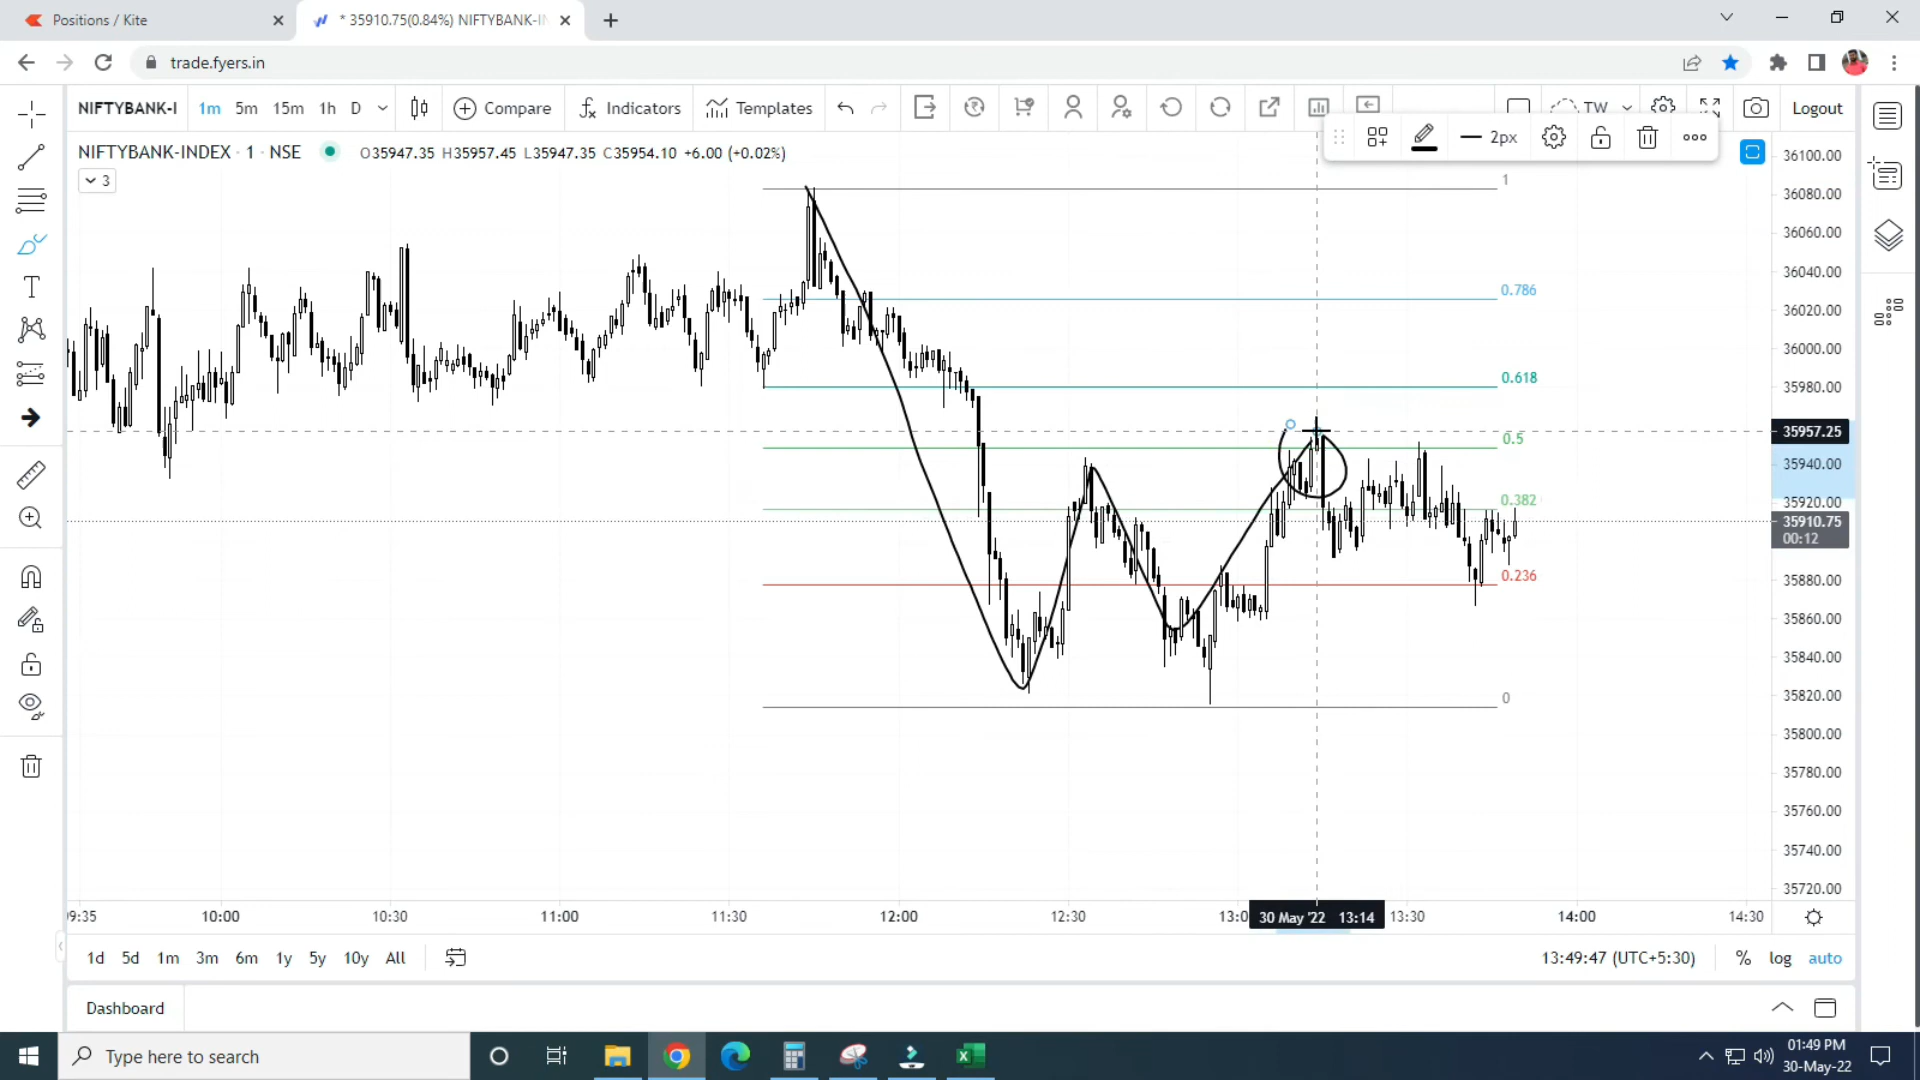 Positions / Kite
* 35910.75(0.84%) NIFTYBANK-IN
trade.fyers.in
NIFTYBANK-I 1m 5m 15m 1h D Compare Indicators Templates TW Logout
2px
NIFTYBANK-INDEX · 1 · NSE O35947.35 H35957.45 L35947.35 C35954.10 +6.00 (+0.02%)
3
36100.00
36080.00
36060.00
36040.00
36020.00
36000.00
35980.00
35957.25
35940.00
35920.00
35910.75
00:12
35880.00
35860.00
35840.00
35820.00
35800.00
35780.00
35760.00
35740.00
35720.00
1
0.786
0.618
0.5
0.382
0.236
0
10:00 10:30 11:00 11:30 12:00 12:30 13:0 30 May '22 13:14 13:30 14:00 14:30
1d 5d 1m 3m 6m 1y 5y 10y All 13:49:47 (UTC+5:30) % log auto
Dashboard
Type here to search
01:49 PM
30-May-22